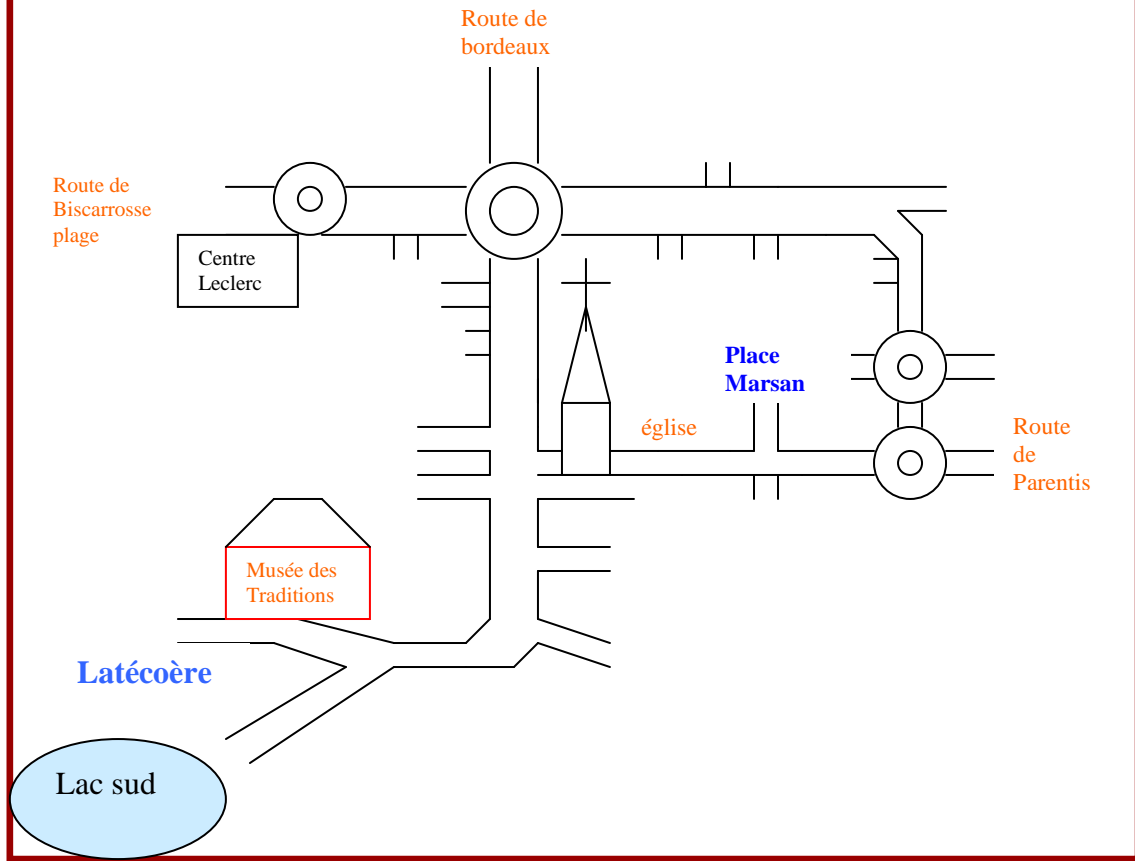 Route de
bordeaux
Route de
Biscarrosse
plage
Centre
Leclerc
Place
Marsan
église
Route
de
Parentis
Musée des
Traditions
Latécoère
Lac sud